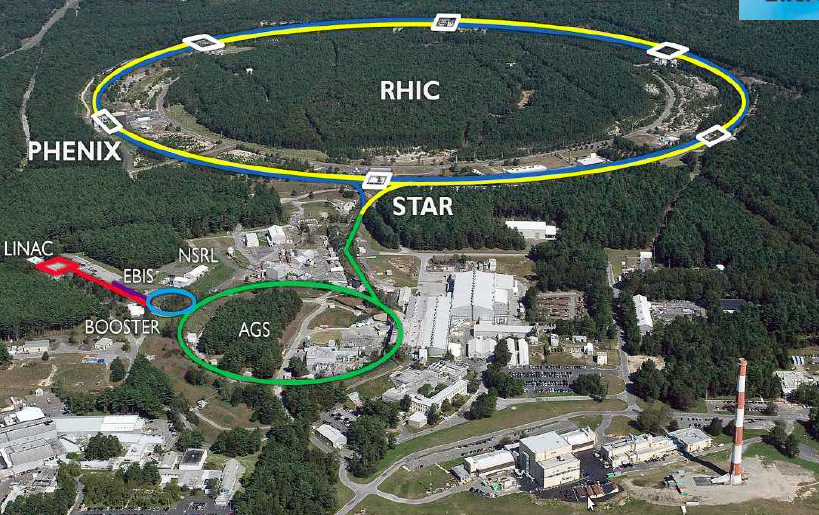 RHIC
PHENIX
STAR
LINAC
EBIS
NSRL
BOOSTER
AGS